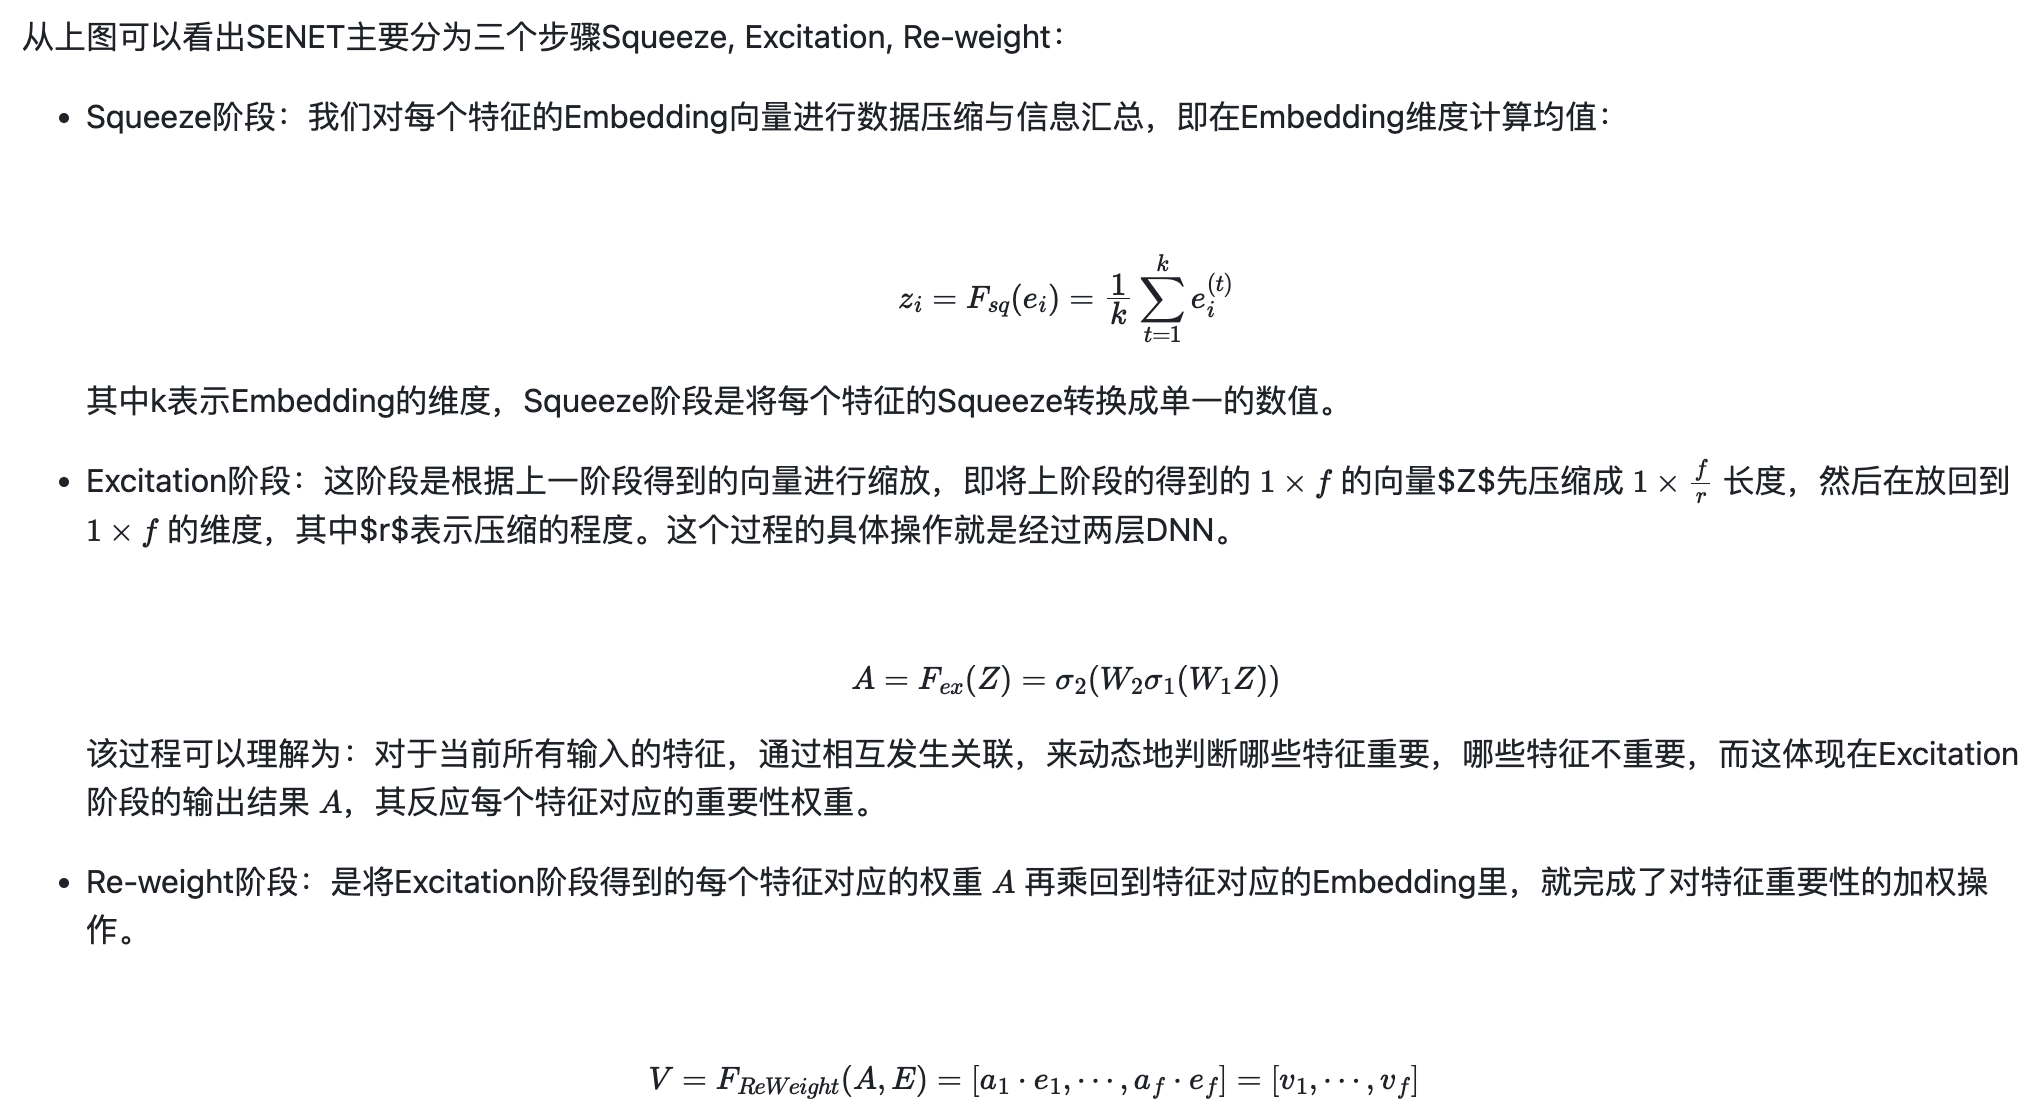 从上图可以看出SENET主要分为三个步骤Squeeze, Excitation, Re-weight：
• Squeeze阶段：我们对每个特征的Embedding向量进行数据压缩与信息汇总，即在Embedding维度计算均值：
$z_i = F_{sq}(e_i) = \frac{1}{k} \sum_{t=1}^{k} e_i^{(t)}$
其中k表示Embedding的维度，Squeeze阶段是将每个特征的Squeeze转换成单一的数值。
• Excitation阶段：这阶段是根据上一阶段得到的向量进行缩放，即将上阶段的得到的 $1 \times f$ 的向量$Z$先压缩成 $1 \times \frac{f}{r}$ 长度，然后在放回到
$1 \times f$ 的维度，其中$r$表示压缩的程度。这个过程的具体操作就是经过两层DNN。
$A = F_{ex}(Z) = \sigma_2(W_2\sigma_1(W_1Z))$
该过程可以理解为：对于当前所有输入的特征，通过相互发生关联，来动态地判断哪些特征重要，哪些特征不重要，而这体现在Excitation
阶段的输出结果 $A$，其反应每个特征对应的重要性权重。
• Re-weight阶段：是将Excitation阶段得到的每个特征对应的权重 $A$ 再乘回到特征对应的Embedding里，就完成了对特征重要性的加权操
作。
$V = F_{ReWeight}(A, E) = [a_1 \cdot e_1, \cdots, a_f \cdot e_f] = [v_1, \cdots, v_f]$